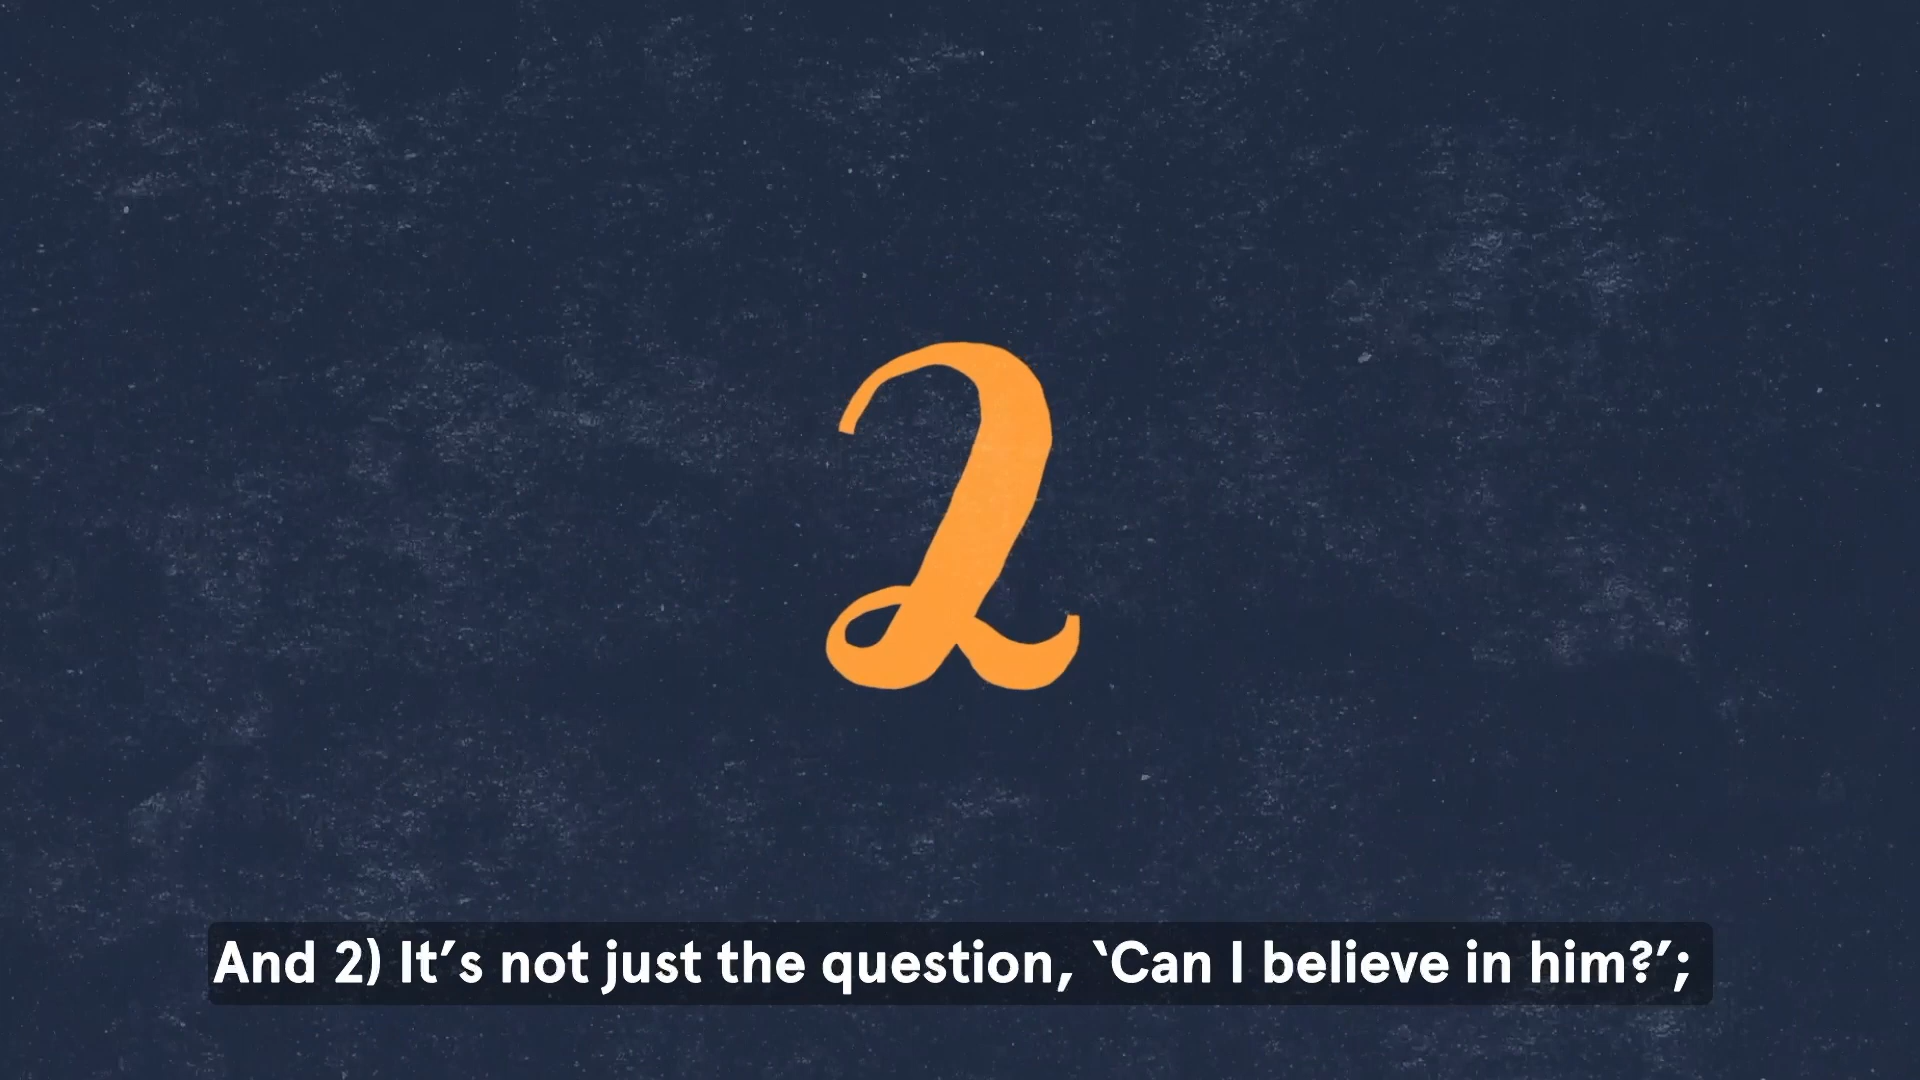 2
And 2) It’s not just the question, ‘Can I believe in him?’;